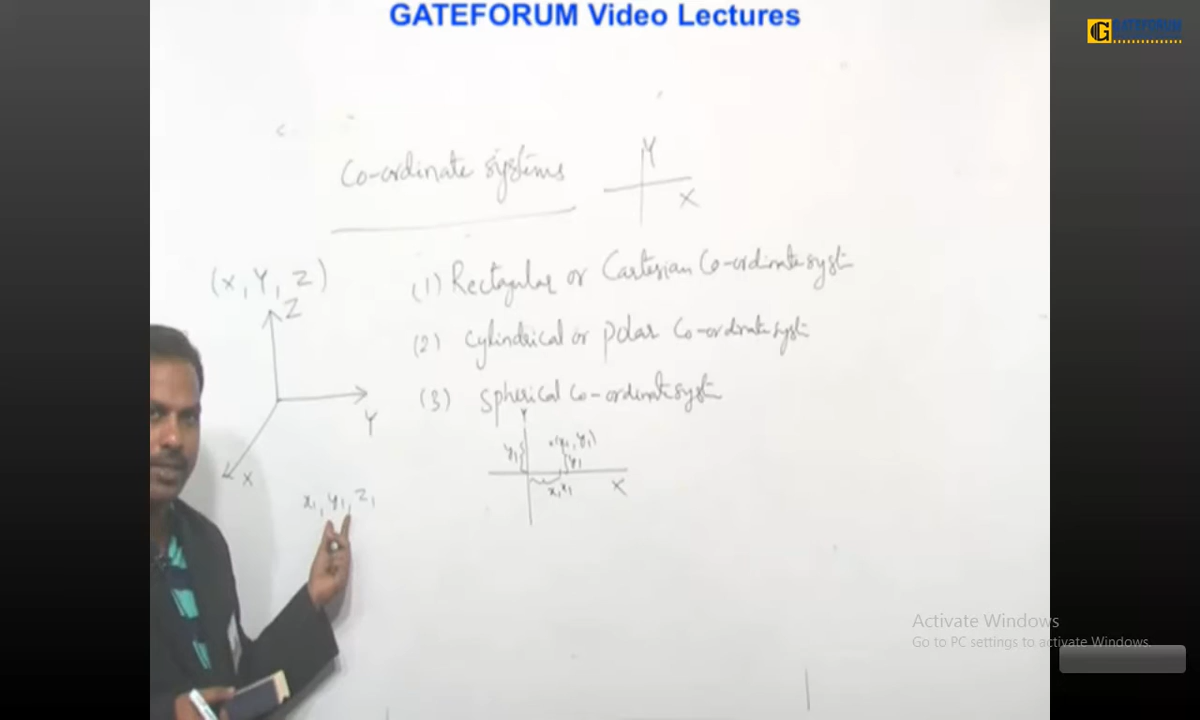 GATEFORUM Video Lectures
G GATEFORUM
Co-ordinate systems
Y
X
(X, Y, Z)
Z
Y
X
x1, y1, z1
(1) Rectagular or Cartesian Co-ordinate syst
(2) Cylindrical or polar Co-ordinate syst
(3) Spherical Co-ordinate syst
Y
y1
(x1, y1)
y1
x1
X
Activate Windows
Go to PC settings to activate Windows.